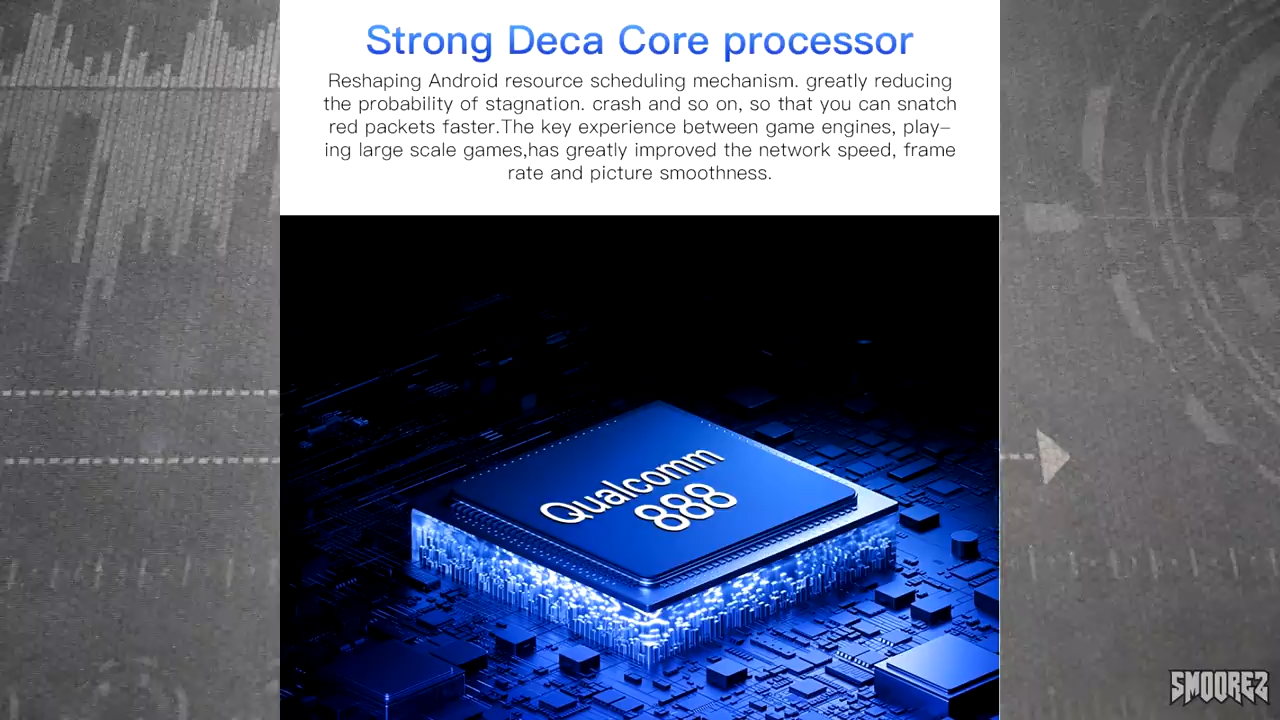 Strong Deca Core processor
Reshaping Android resource scheduling mechanism. greatly reducing
the probability of stagnation. crash and so on, so that you can snatch
red packets faster.The key experience between game engines, play–
ing large scale games,has greatly improved the network speed, frame
rate and picture smoothness.
Qualcomm
888
SMOOREZ